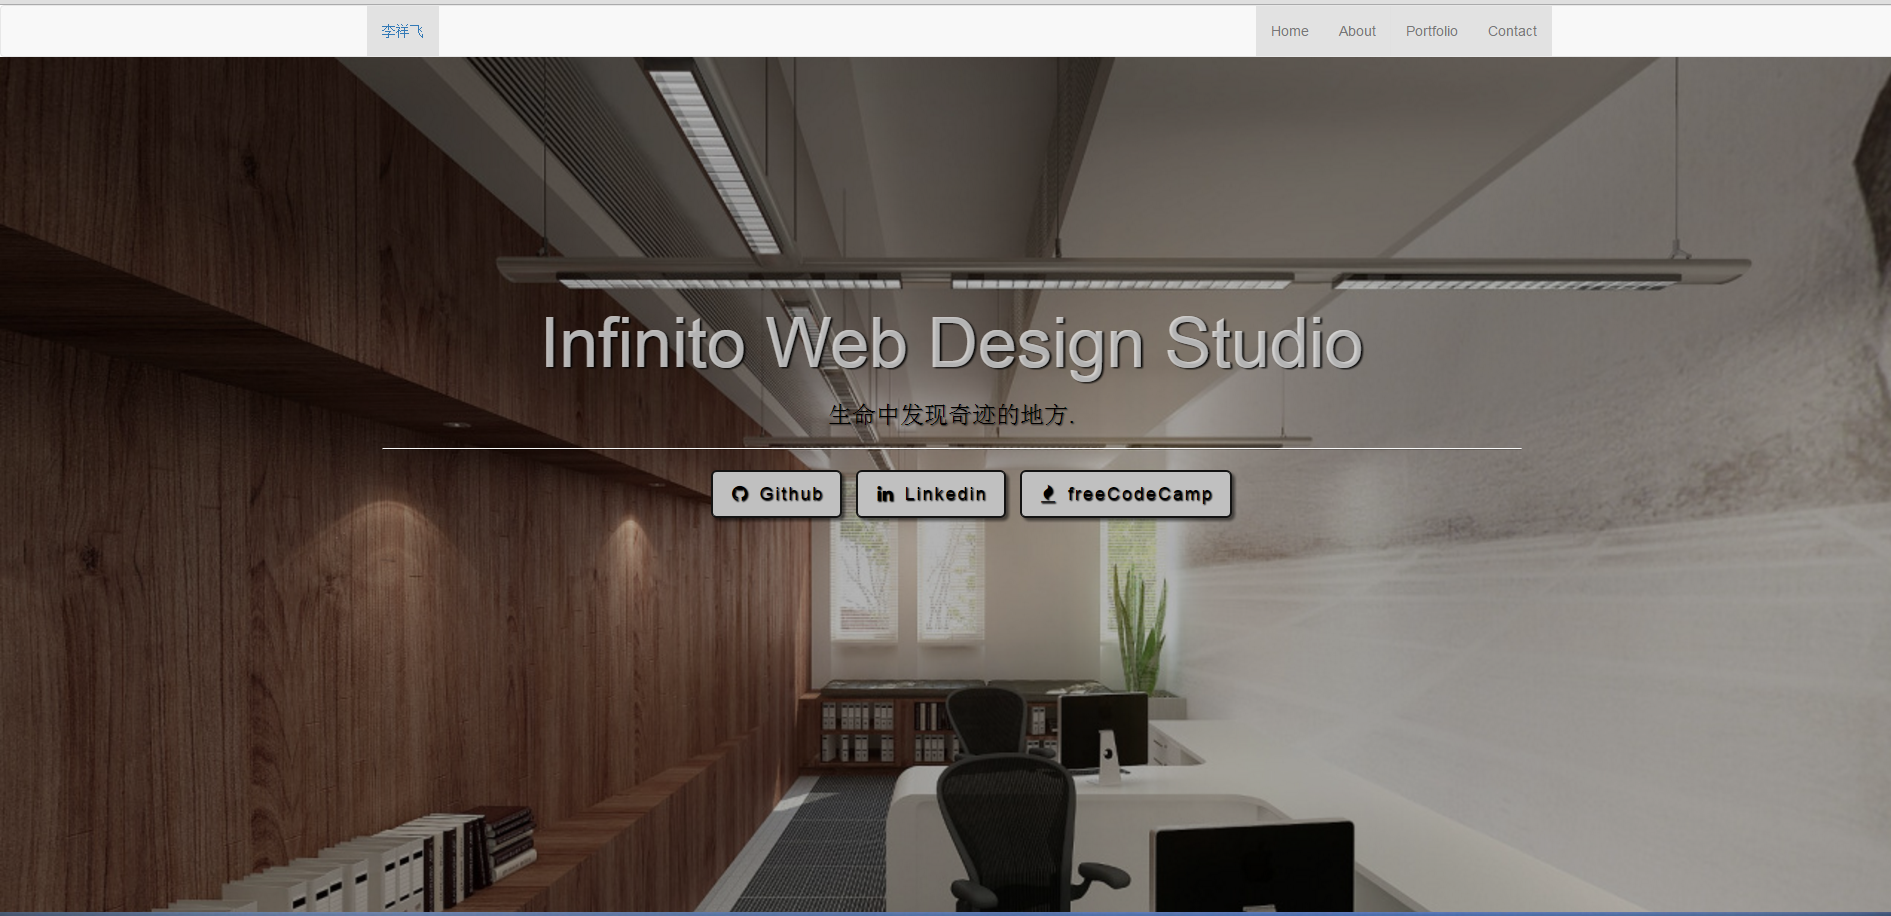 李祥飞
Home About Portfolio Contact
Infinito Web Design Studio
生命中发现奇迹的地方.
Github Linkedin freeCodeCamp